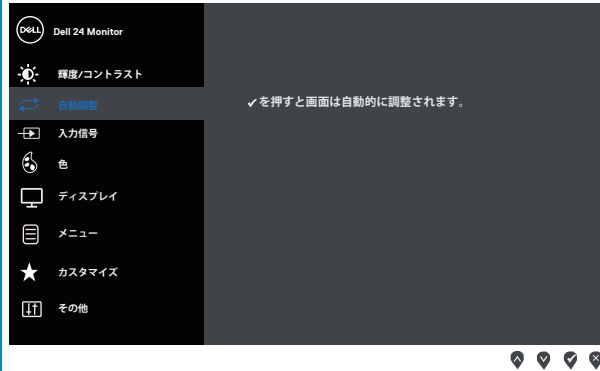 DELL
Dell 24 Monitor
輝度/コントラスト
自動調整
✓を押すと画面は自動的に調整されます。
入力信号
色
ディスプレイ
メニュー
カスタマイズ
その他